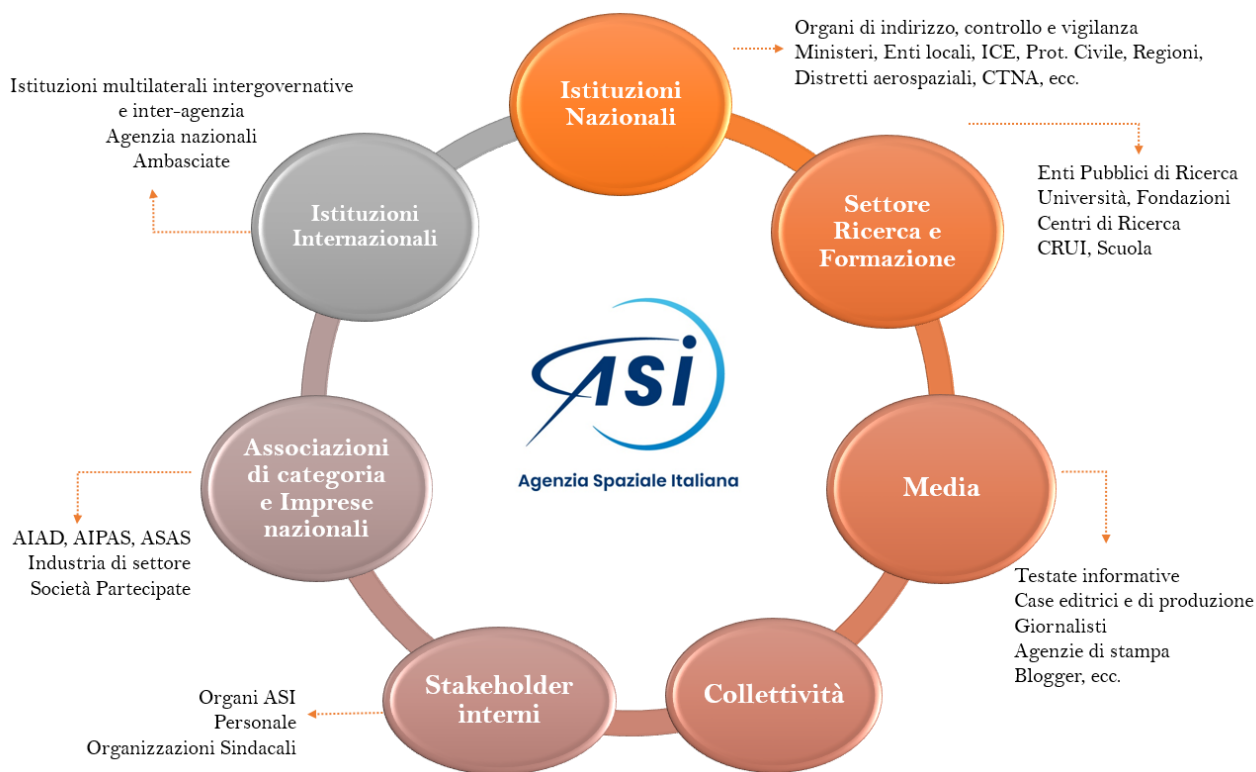 Organi di indirizzo, controllo e vigilanza
Ministeri, Enti locali, ICE, Prot. Civile, Regioni,
Distretti aerospaziali, CTNA, ecc.
Istituzioni
Nazionali
Istituzioni multilaterali intergovernative
e inter-agenzia
Agenzia nazionali
Ambasciate
Istituzioni
Internazionali
Settore
Ricerca e
Formazione
Enti Pubblici di Ricerca
Università, Fondazioni
Centri di Ricerca
CRUI, Scuola
ASI
Agenzia Spaziale Italiana
Associazioni
di categoria
e Imprese
nazionali
AIAD, AIPAS, ASAS
Industria di settore
Società Partecipate
Media
Testate informative
Case editrici e di produzione
Giornalisti
Agenzie di stampa
Blogger, ecc.
Stakeholder
interni
Organi ASI
Personale
Organizzazioni Sindacali
Collettività